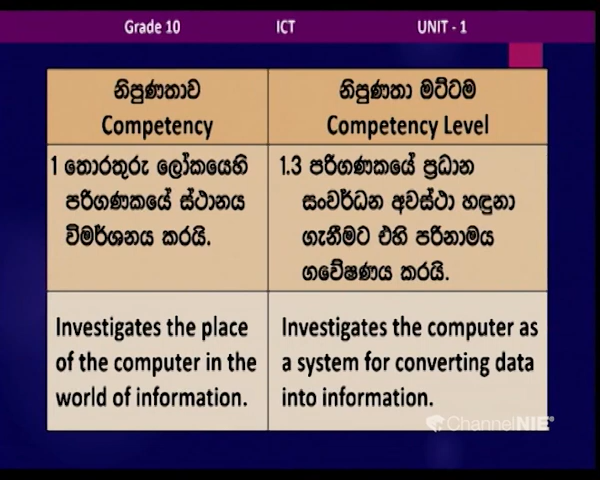 Grade 10 ICT UNIT - 1
නිපුණතාව
Competency
නිපුණතා මට්ටම
Competency Level
1 තොරතුරු ලෝකයෙහි
පරිගණකයේ ස්ථානය
විමර්ශනය කරයි.
1.3 පරිගණකයේ ප්‍රධාන
සංවර්ධන අවස්ථා හඳුනා
ගැනීමට එහි පරිනාමය
ගවේෂණය කරයි.
Investigates the place
of the computer in the
world of information.
Investigates the computer as
a system for converting data
into information.
ChannelNIE